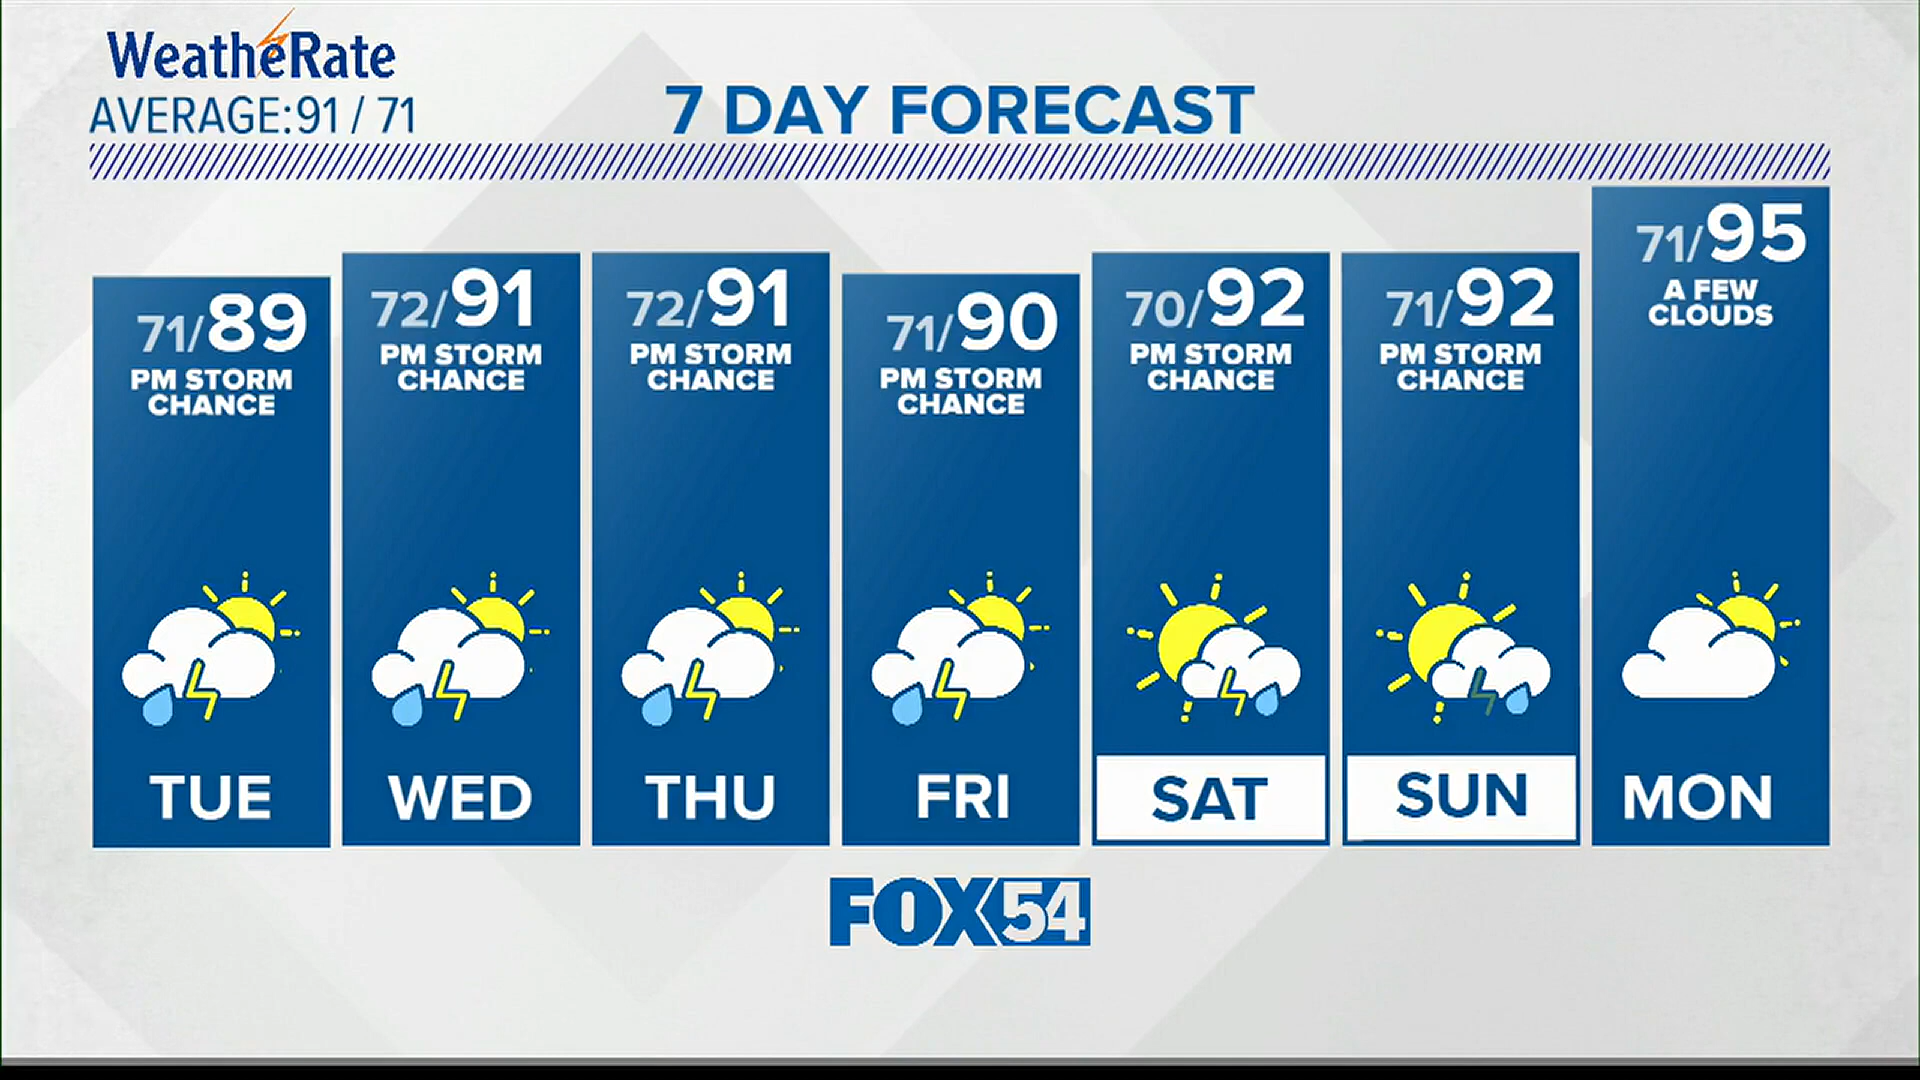 WeatheRate
AVERAGE:91 / 71
7 DAY FORECAST
71/89
PM STORM
CHANCE
TUE
72/91
PM STORM
CHANCE
WED
72/91
PM STORM
CHANCE
THU
71/90
PM STORM
CHANCE
FRI
70/92
PM STORM
CHANCE
SAT
71/92
PM STORM
CHANCE
SUN
71/95
A FEW
CLOUDS
MON
FOX54